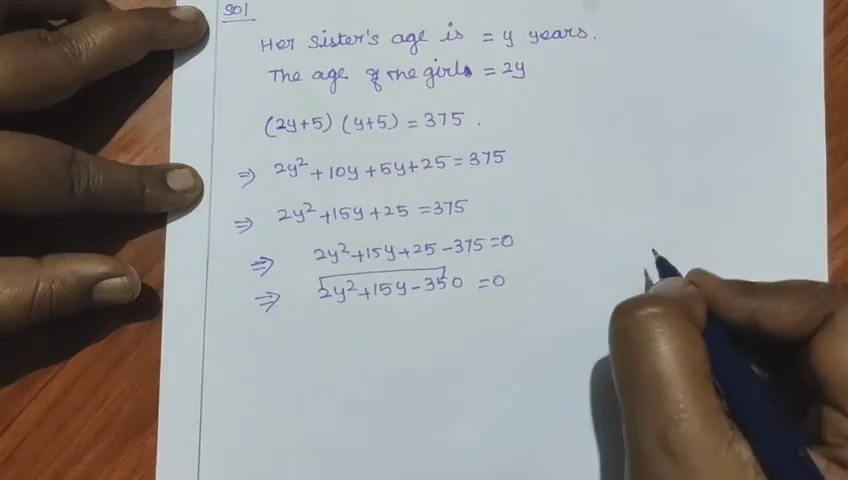 Sol
Her sister's age is = y years.
The age of the girl = 2y
(2y+5) (y+5) = 375.
⇒ 2y²+10y+5y+25=375
⇒ 2y²+15y+25=375
⇒ 2y²+15y+25-375=0
⇒ 2y²+15y-350=0